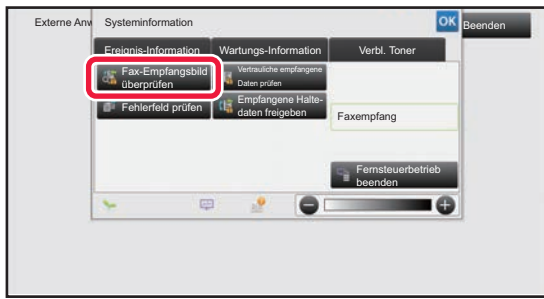 Externe Anw
Systeminformation
OK
Beenden
Ereignis-Information
Wartungs-Information
Verbl. Toner
Fax-Empfangsbild
überprüfen
Vertrauliche empfangene
Daten prüfen
Fehlerfeld prüfen
Empfangene Halte-
daten freigeben
Faxempfang
Fernsteuerbetrieb
beenden